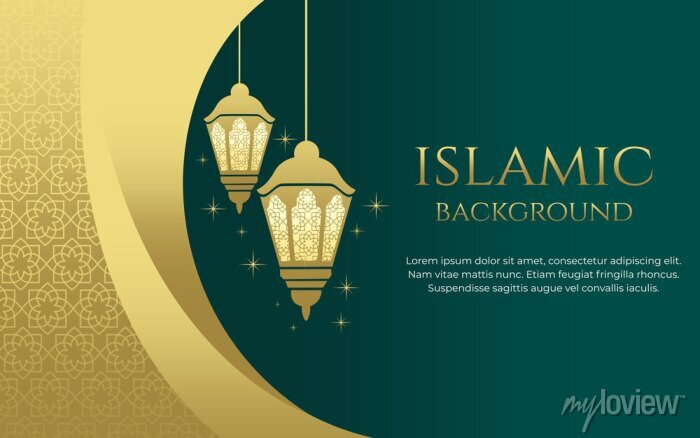 ISLAMIC
BACKGROUND
Lorem ipsum dolor sit amet, consectetur adipiscing elit.
Nam vitae mattis nunc. Etiam feugiat fringilla rhoncus.
Suspendisse sagittis augue vel convallis iaculis.
myloview®